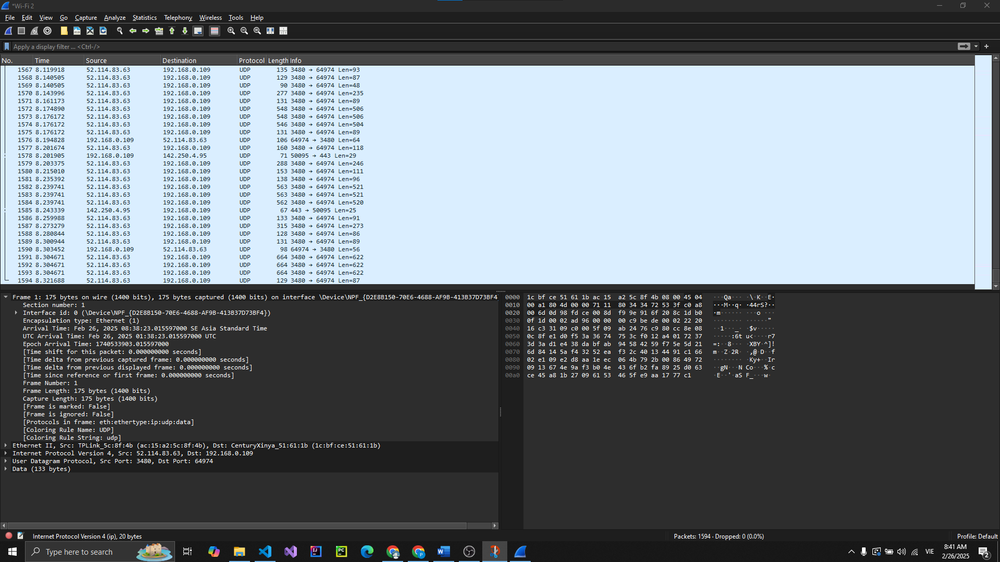 *Wi-Fi 2
File Edit View Go Capture Analyze Statistics Telephony Wireless Tools Help
Apply a display filter ... <Ctrl-/>
No. Time Source Destination Protocol Length Info
1567 8.119918 52.114.83.63 192.168.0.109 UDP 135 3480 → 64974 Len=93
1568 8.140505 52.114.83.63 192.168.0.109 UDP 129 3480 → 64974 Len=87
1569 8.140505 52.114.83.63 192.168.0.109 UDP 90 3480 → 64974 Len=48
1570 8.143996 52.114.83.63 192.168.0.109 UDP 277 3480 → 64974 Len=235
1571 8.161173 52.114.83.63 192.168.0.109 UDP 131 3480 → 64974 Len=89
1572 8.174890 52.114.83.63 192.168.0.109 UDP 548 3480 → 64974 Len=506
1573 8.176172 52.114.83.63 192.168.0.109 UDP 548 3480 → 64974 Len=506
1574 8.176172 52.114.83.63 192.168.0.109 UDP 546 3480 → 64974 Len=504
1575 8.176172 52.114.83.63 192.168.0.109 UDP 131 3480 → 64974 Len=89
1576 8.194828 192.168.0.109 52.114.83.63 UDP 106 64974 → 3480 Len=64
1577 8.201674 52.114.83.63 192.168.0.109 UDP 160 3480 → 64974 Len=118
1578 8.201905 192.168.0.109 142.250.4.95 UDP 71 50095 → 443 Len=29
1579 8.203375 52.114.83.63 192.168.0.109 UDP 288 3480 → 64974 Len=246
1580 8.215010 52.114.83.63 192.168.0.109 UDP 153 3480 → 64974 Len=111
1581 8.235392 52.114.83.63 192.168.0.109 UDP 138 3480 → 64974 Len=96
1582 8.239741 52.114.83.63 192.168.0.109 UDP 563 3480 → 64974 Len=521
1583 8.239741 52.114.83.63 192.168.0.109 UDP 563 3480 → 64974 Len=521
1584 8.239741 52.114.83.63 192.168.0.109 UDP 562 3480 → 64974 Len=520
1585 8.243339 142.250.4.95 192.168.0.109 UDP 67 443 → 50095 Len=25
1586 8.259988 52.114.83.63 192.168.0.109 UDP 133 3480 → 64974 Len=91
1587 8.273279 52.114.83.63 192.168.0.109 UDP 315 3480 → 64974 Len=273
1588 8.280844 52.114.83.63 192.168.0.109 UDP 128 3480 → 64974 Len=86
1589 8.300944 52.114.83.63 192.168.0.109 UDP 131 3480 → 64974 Len=89
1590 8.303452 192.168.0.109 52.114.83.63 UDP 98 64974 → 3480 Len=56
1591 8.304671 52.114.83.63 192.168.0.109 UDP 664 3480 → 64974 Len=622
1592 8.304671 52.114.83.63 192.168.0.109 UDP 664 3480 → 64974 Len=622
1593 8.304671 52.114.83.63 192.168.0.109 UDP 664 3480 → 64974 Len=622
1594 8.321688 52.114.83.63 192.168.0.109 UDP 129 3480 → 64974 Len=87
Frame 1: 175 bytes on wire (1400 bits), 175 bytes captured (1400 bits) on interface \Device\NPF_{D2E8B150-70E6-4688-AF9B-413B37D73BF4
Section number: 1
Interface id: 0 (\Device\NPF_{D2E8B150-70E6-4688-AF9B-413B37D73BF4})
Encapsulation type: Ethernet (1)
Arrival Time: Feb 26, 2025 08:38:23.015597000 SE Asia Standard Time
UTC Arrival Time: Feb 26, 2025 01:38:23.015597000 UTC
Epoch Arrival Time: 1740533903.015597000
[Time shift for this packet: 0.000000000 seconds]
[Time delta from previous captured frame: 0.000000000 seconds]
[Time delta from previous displayed frame: 0.000000000 seconds]
[Time since reference or first frame: 0.000000000 seconds]
Frame Number: 1
Frame Length: 175 bytes (1400 bits)
Capture Length: 175 bytes (1400 bits)
[Frame is marked: False]
[Frame is ignored: False]
[Protocols in frame: eth:ethertype:ip:udp:data]
[Coloring Rule Name: UDP]
[Coloring Rule String: udp]
Ethernet II, Src: TPLink_5c:8f:4b (ac:15:a2:5c:8f:4b), Dst: CenturyXinya_51:61:1b (1c:bf:ce:51:61:1b)
Internet Protocol Version 4, Src: 52.114.83.63, Dst: 192.168.0.109
User Datagram Protocol, Src Port: 3480, Dst Port: 64974
Data (133 bytes)
0000 1c bf ce 51 61 1b ac 15 a2 5c 8f 4b 08 00 45 04 ···Qa··· ·\·K··E·
0010 00 a1 80 4d 00 00 71 11 80 34 34 72 53 3f c0 a8 ···M··q· ·44rS?··
0020 00 6d 0d 98 fd ce 00 8d f9 9e 91 6f 20 8c 1d b0 ·m······ ···o ···
0030 0f 1d 00 02 ad 96 00 00 00 c9 be de 00 02 22 20 ········ ······"
0040 16 c3 31 09 c0 00 5f 09 ab 24 76 c9 80 cc 8e 08 ··1···_· ·$v·····
0050 0c 8f e1 d0 f5 3a 36 74 75 3c f0 12 a4 01 72 37 ·····:6t u<····r7
0060 3d 3a d1 e4 38 da bf ab 94 58 42 59 f7 5e 5d 21 =:··8··· ·XBY·^]!
0070 6d 84 14 5a f4 32 52 ea f3 2c 40 13 44 91 c1 66 m··Z·2R· ·,@·D··f
0080 02 e1 09 e2 d8 aa 1e ec 06 4b 79 2b 00 86 49 72 ········ ·Ky+··Ir
0090 09 13 67 4e 9a f3 b0 4e 43 6f b2 fa 89 25 d0 63 ··gN···N Co···%·c
00a0 ce 45 a8 1b 27 09 61 53 46 5f e9 aa 17 77 c1 ·E··'·aS F_···w·
Internet Protocol Version 4 (ip), 20 bytes
Packets: 1594 · Dropped: 0 (0.0%)
Profile: Default
Type here to search
VIE
8:41 AM
2/26/2025
2